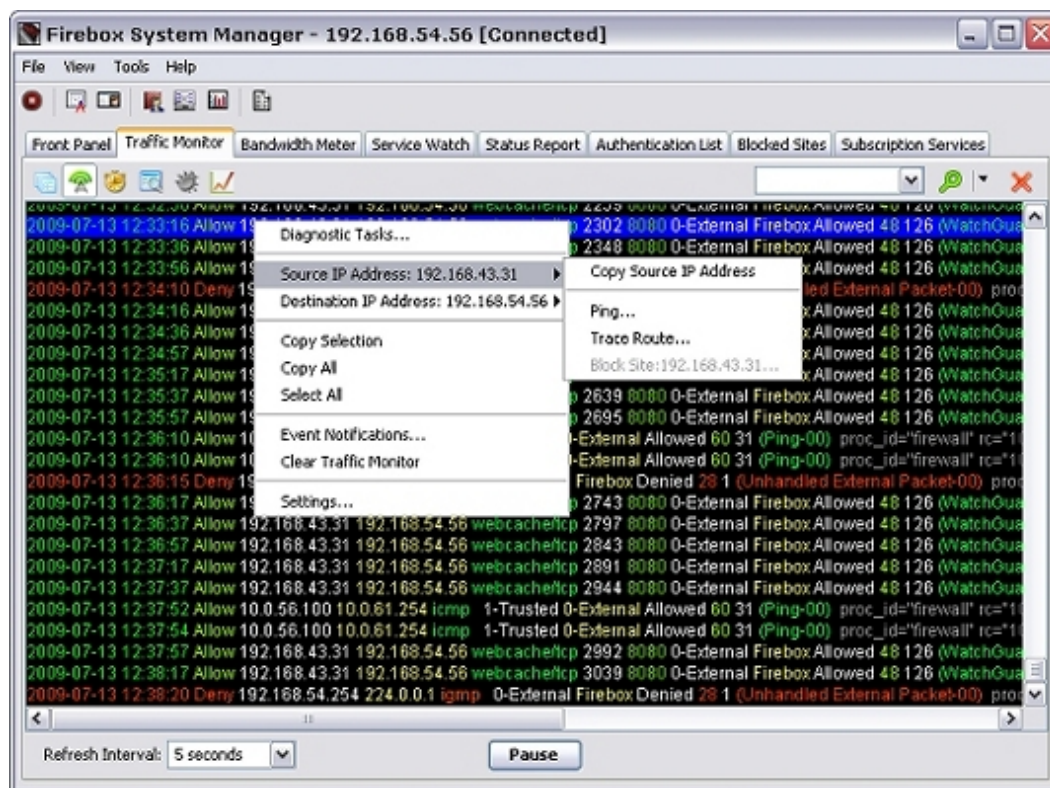 Firebox System Manager - 192.168.54.56 [Connected]
File View Tools Help
Front Panel Traffic Monitor Bandwidth Meter Service Watch Status Report Authentication List Blocked Sites Subscription Services
2009-07-13 12:33:16 Allow 2302 8080 0-External Firebox Allowed 48 126 (WatchGua
2009-07-13 12:33:36 Allow 2348 8080 0-External Firebox Allowed 48 126 (WatchGua
2009-07-13 12:33:56 Allow Allowed 48 126 (WatchGua
2009-07-13 12:34:10 Deny External Packet-00) proc
2009-07-13 12:34:16 Allow Allowed 48 126 (WatchGua
2009-07-13 12:34:36 Allow Allowed 48 126 (WatchGua
2009-07-13 12:34:57 Allow Allowed 48 126 (WatchGua
2009-07-13 12:35:17 Allow Allowed 48 126 (WatchGua
2009-07-13 12:35:37 Allow 2639 8080 0-External Firebox Allowed 48 126 (WatchGua
2009-07-13 12:35:57 Allow 2695 8080 0-External Firebox Allowed 48 126 (WatchGua
2009-07-13 12:36:10 Allow 0-External Allowed 60 31 (Ping-00) proc_id="firewall"
2009-07-13 12:36:10 Allow External Allowed 60 31 (Ping-00) proc_id="firewall"
2009-07-13 12:36:15 Deny Firebox Denied 28 1 (Unhandled External Packet-00) proc
2009-07-13 12:36:17 Allow 2743 8080 0-External Firebox Allowed 48 126 (WatchGua
2009-07-13 12:36:37 Allow 192.168.43.31 192.168.54.56 webcache/tcp 2797 8080 0-External Firebox Allowed 48 126 (WatchGua
2009-07-13 12:36:57 Allow 192.168.43.31 192.168.54.56 webcache/tcp 2843 8080 0-External Firebox Allowed 48 126 (WatchGua
2009-07-13 12:37:17 Allow 192.168.43.31 192.168.54.56 webcache/tcp 2891 8080 0-External Firebox Allowed 48 126 (WatchGua
2009-07-13 12:37:37 Allow 192.168.43.31 192.168.54.56 webcache/tcp 2944 8080 0-External Firebox Allowed 48 126 (WatchGua
2009-07-13 12:37:52 Allow 10.0.56.100 10.0.61.254 icmp 1-Trusted 0-External Allowed 60 31 (Ping-00) proc_id="firewall"
2009-07-13 12:37:54 Allow 10.0.56.100 10.0.61.254 icmp 1-Trusted 0-External Allowed 60 31 (Ping-00) proc_id="firewall"
2009-07-13 12:37:57 Allow 192.168.43.31 192.168.54.56 webcache/tcp 2992 8080 0-External Firebox Allowed 48 126 (WatchGua
2009-07-13 12:38:17 Allow 192.168.43.31 192.168.54.56 webcache/tcp 3039 8080 0-External Firebox Allowed 48 126 (WatchGua
2009-07-13 12:38:20 Deny 192.168.54.254 224.0.0.1 igmp 0-External Firebox Denied 28 1 (Unhandled External Packet-00) proc
Diagnostic Tasks...
Source IP Address: 192.168.43.31
Destination IP Address: 192.168.54.56
Copy Selection
Copy All
Select All
Event Notifications...
Clear Traffic Monitor
Settings...
Copy Source IP Address
Ping...
Trace Route...
Block Site:192.168.43.31...
Refresh Interval: 5 seconds
Pause